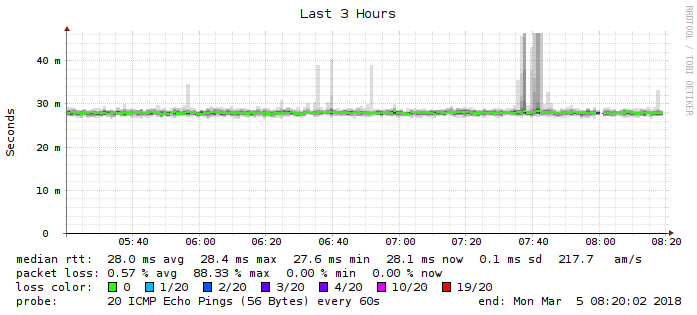 Last 3 Hours
RRDTOOL / TOBI OETIKER
Seconds
40 m
30 m
20 m
10 m
0
05:40 06:00 06:20 06:40 07:00 07:20 07:40 08:00 08:20
median rtt: 28.0 ms avg 28.4 ms max 27.6 ms min 28.1 ms now 0.1 ms sd 217.7 am/s
packet loss: 0.57 % avg 88.33 % max 0.00 % min 0.00 % now
loss color: 0 1/20 2/20 3/20 4/20 10/20 19/20
probe: 20 ICMP Echo Pings (56 Bytes) every 60s end: Mon Mar 5 08:20:02 2018